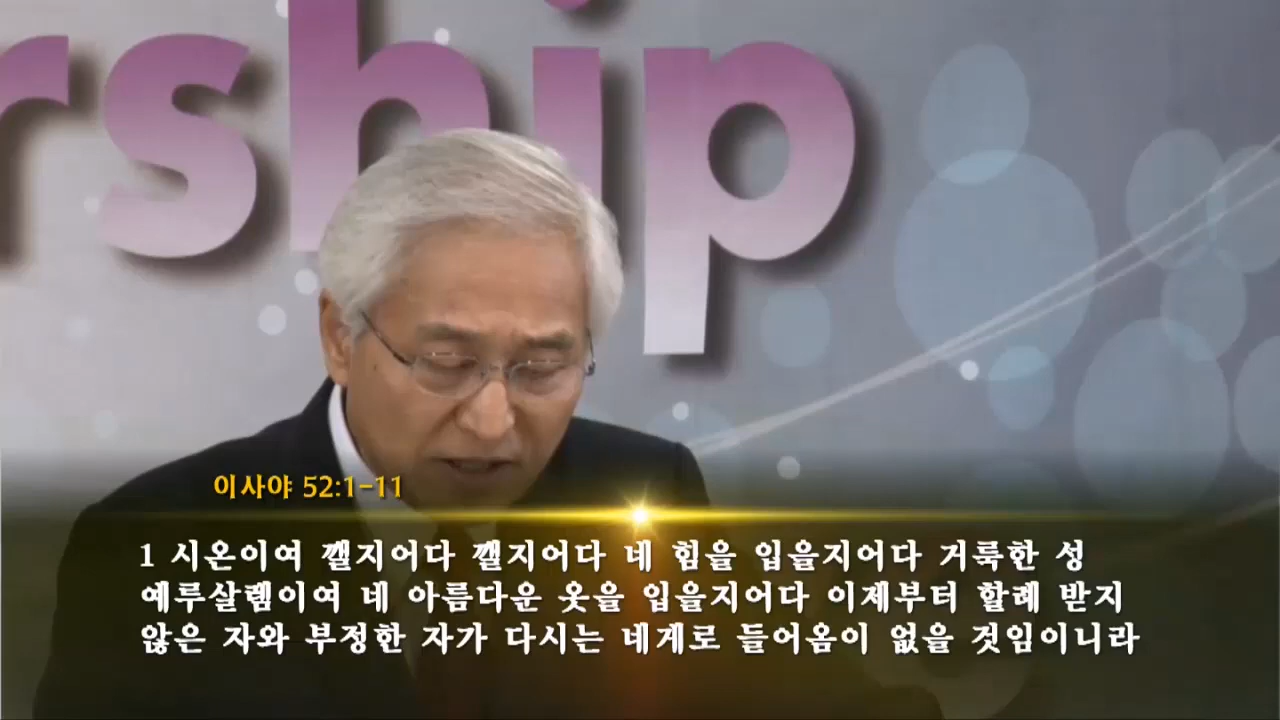 rship
이사야 52:1-11
1 시온이여 깰지어다 깰지어다 네 힘을 입을지어다 거룩한 성
예루살렘이여 네 아름다운 옷을 입을지어다 이제부터 할례 받지
않은 자와 부정한 자가 다시는 네게로 들어옴이 없을 것임이니라